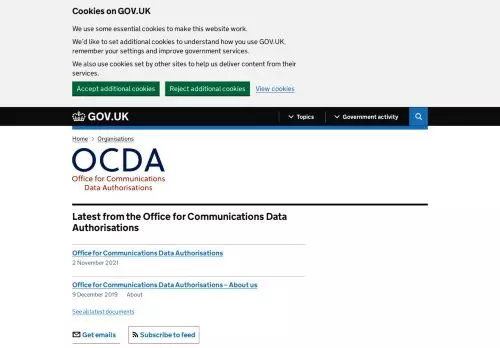 Cookies on GOV.UK
We use some essential cookies to make this website work.
We'd like to set additional cookies to understand how you use GOV.UK,
remember your settings and improve government services.
We also use cookies set by other sites to help us deliver content from their
services.
Accept additional cookies Reject additional cookies View cookies
GOV.UK Topics Government activity
Home > Organisations
OCDA
Office for Communications
Data Authorisations
Latest from the Office for Communications Data
Authorisations
Office for Communications Data Authorisations
2 November 2021
Office for Communications Data Authorisations – About us
9 December 2019 About
See all latest documents
Get emails Subscribe to feed